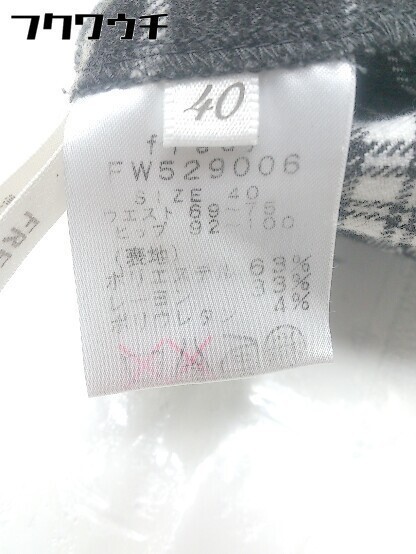 フクワウチ
40
FWS29006
SIZE 40
ウエスト 69-75
ヒップ 92-100
(表地)
ポリエステル 63%
レーヨン 33%
ポリウレタン 4%
FRE